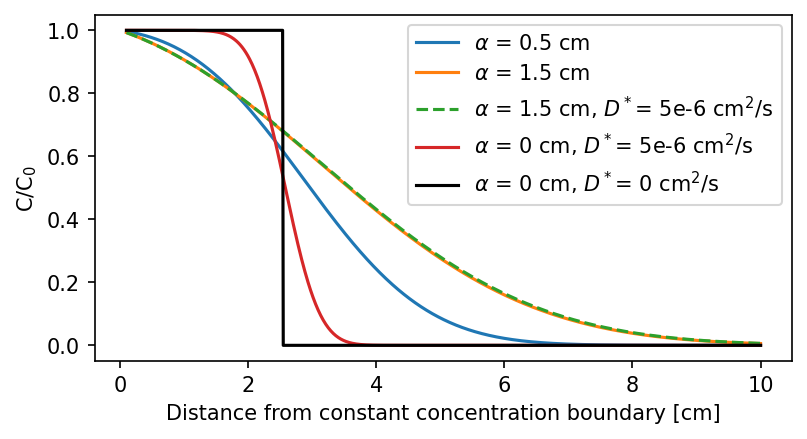 C/C₀
1.0
0.8
0.6
0.4
0.2
0.0
α = 0.5 cm
α = 1.5 cm
α = 1.5 cm, D* = 5e-6 cm²/s
α = 0 cm, D* = 5e-6 cm²/s
α = 0 cm, D* = 0 cm²/s
0 2 4 6 8 10
Distance from constant concentration boundary [cm]